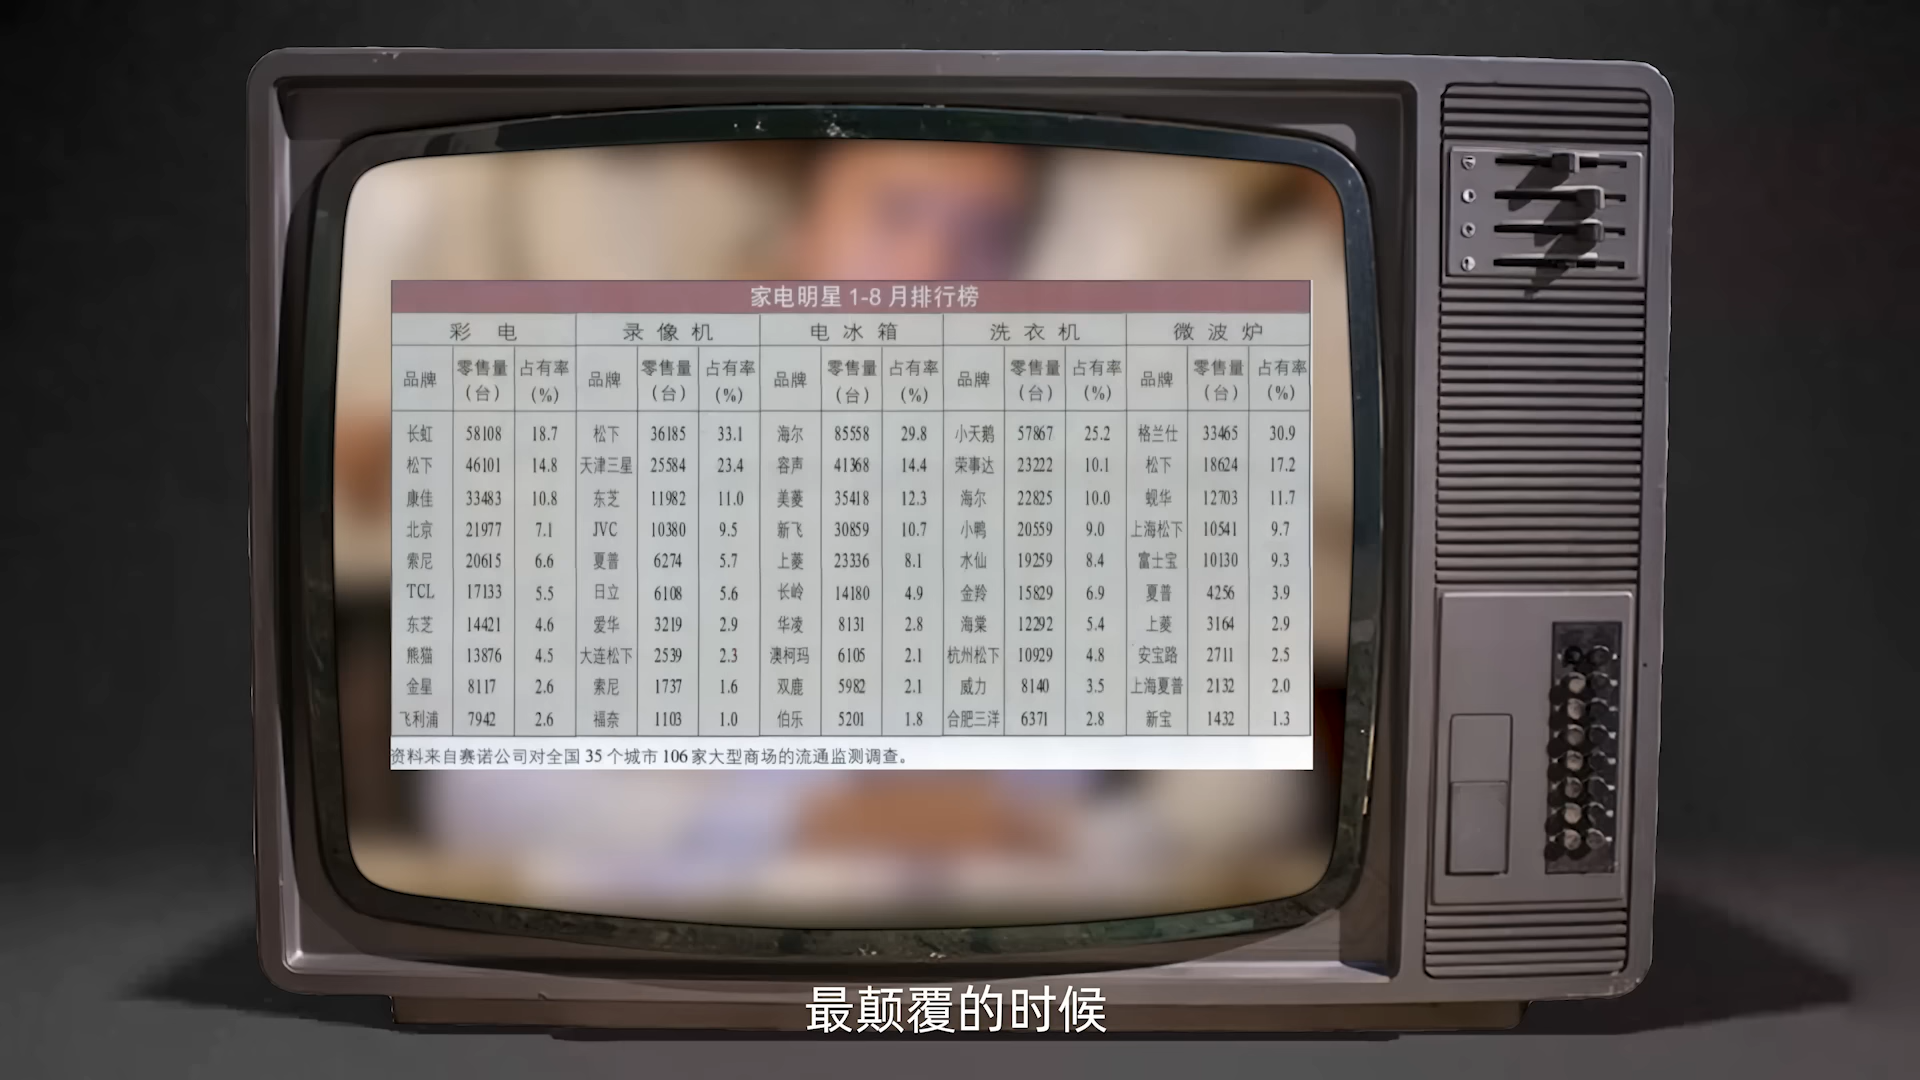 家电明星 1-8 月排行榜
彩 电 录 像 机 电 冰 箱 洗 衣 机 微 波 炉
品牌 零售量（台） 占有率（%） 品牌 零售量（台） 占有率（%） 品牌 零售量（台） 占有率（%） 品牌 零售量（台） 占有率（%） 品牌 零售量（台） 占有率（%）
长虹 58108 18.7 松下 36185 33.1 海尔 85558 29.8 小天鹅 57867 25.2 格兰仕 33465 30.9
松下 46101 14.8 天津三星 25584 23.4 容声 41368 14.4 荣事达 23222 10.1 松下 18624 17.2
康佳 33483 10.8 东芝 11982 11.0 美菱 35418 12.3 海尔 22825 10.0 蚬华 12703 11.7
北京 21977 7.1 JVC 10380 9.5 新飞 30859 10.7 小鸭 20559 9.0 上海松下 10541 9.7
索尼 20615 6.6 夏普 6274 5.7 上菱 23336 8.1 水仙 19259 8.4 富士宝 10130 9.3
TCL 17133 5.5 日立 6108 5.6 长岭 14180 4.9 金羚 15829 6.9 夏普 4256 3.9
东芝 14421 4.6 爱华 3219 2.9 华凌 8131 2.8 海棠 12292 5.4 上菱 3164 2.9
熊猫 13876 4.5 大连松下 2539 2.3 澳柯玛 6105 2.1 杭州松下 10929 4.8 安宝路 2711 2.5
金星 8117 2.6 索尼 1737 1.6 双鹿 5982 2.1 威力 8140 3.5 上海夏普 2132 2.0
飞利浦 7942 2.6 福奈 1103 1.0 伯乐 5201 1.8 合肥三洋 6371 2.8 新宝 1432 1.3
资料来自赛诺公司对全国 35 个城市 106 家大型商场的流通监测调查。
最颠覆的时候